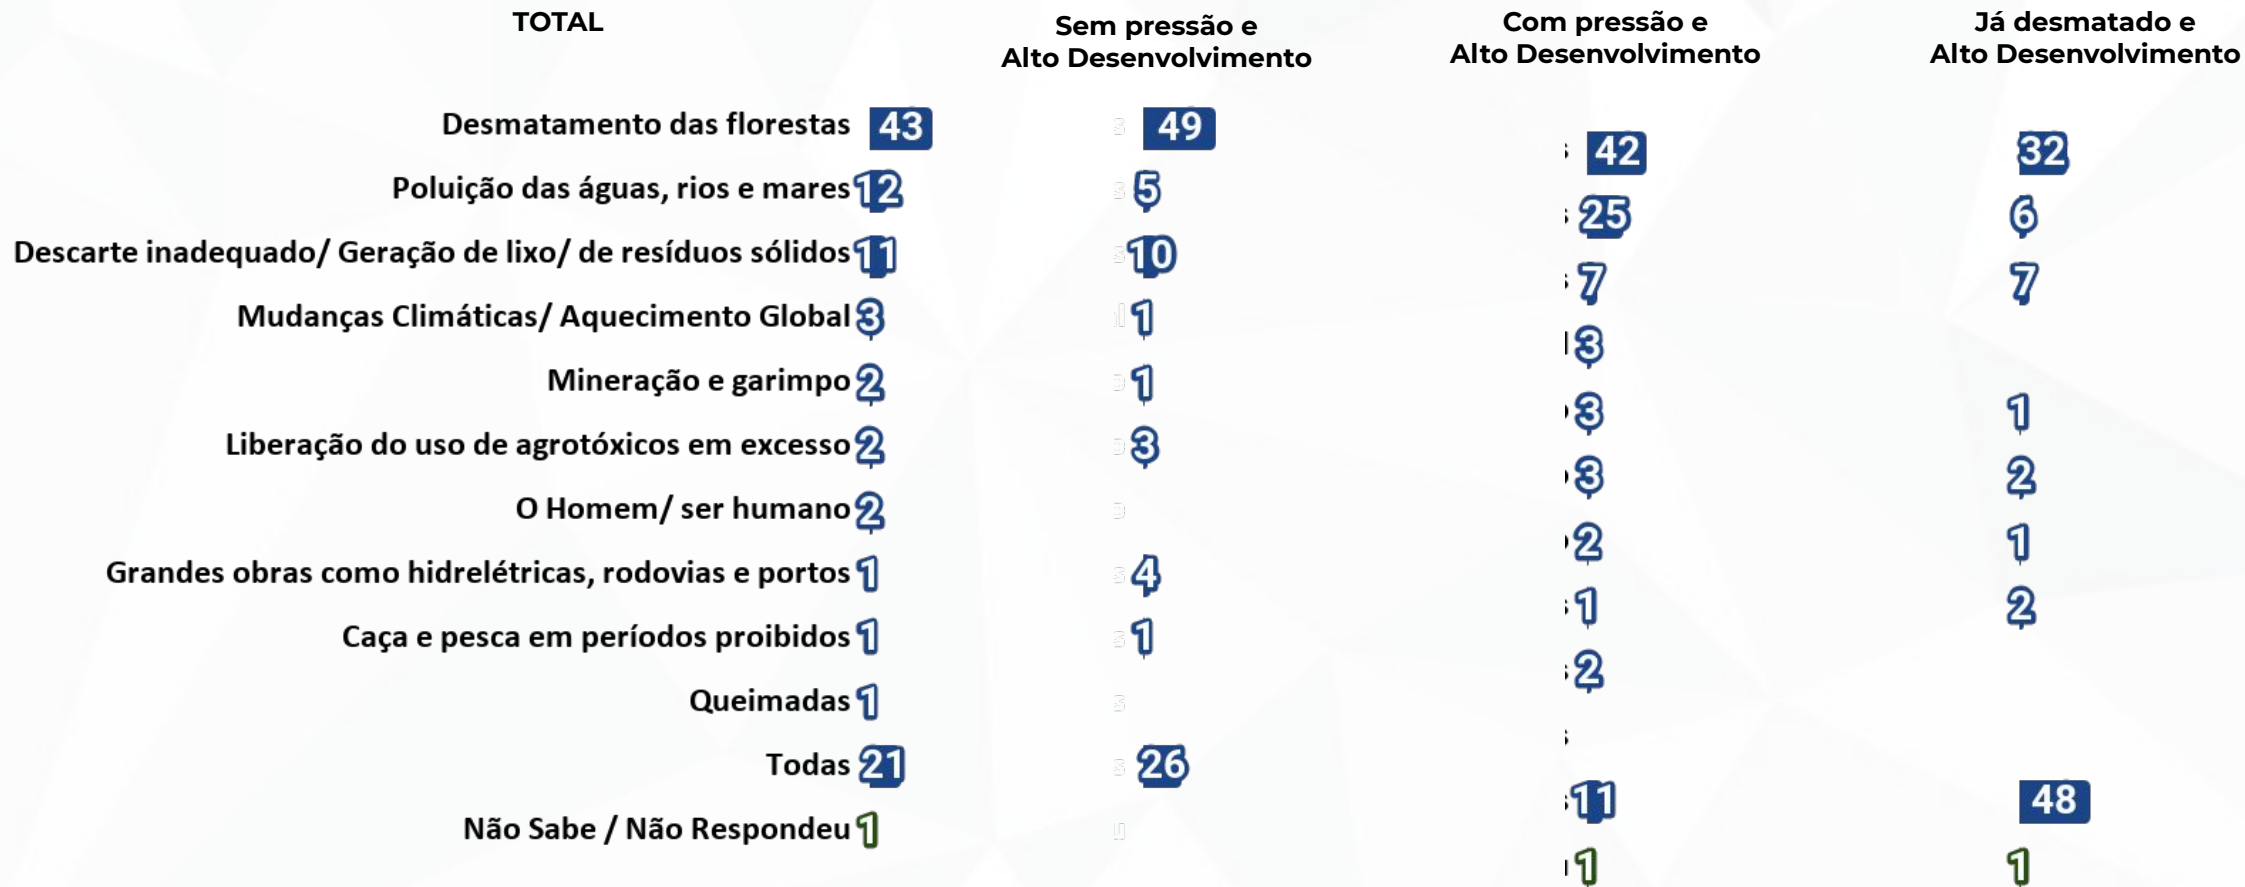 TOTAL
Sem pressão e
Alto Desenvolvimento
Com pressão e
Alto Desenvolvimento
Já desmatado e
Alto Desenvolvimento
Desmatamento das florestas 43 49 42 32
Poluição das águas, rios e mares 12 5 25 6
Descarte inadequado/ Geração de lixo/ de resíduos sólidos 11 10 7 7
Mudanças Climáticas/ Aquecimento Global 3 1 3
Mineração e garimpo 2 1 3 1
Liberação do uso de agrotóxicos em excesso 2 3 3 2
O Homem/ ser humano 2 2 1
Grandes obras como hidrelétricas, rodovias e portos 1 4 1 2
Caça e pesca em períodos proibidos 1 1 2
Queimadas 1
Todas 21 26 11 48
Não Sabe / Não Respondeu 1 1 1